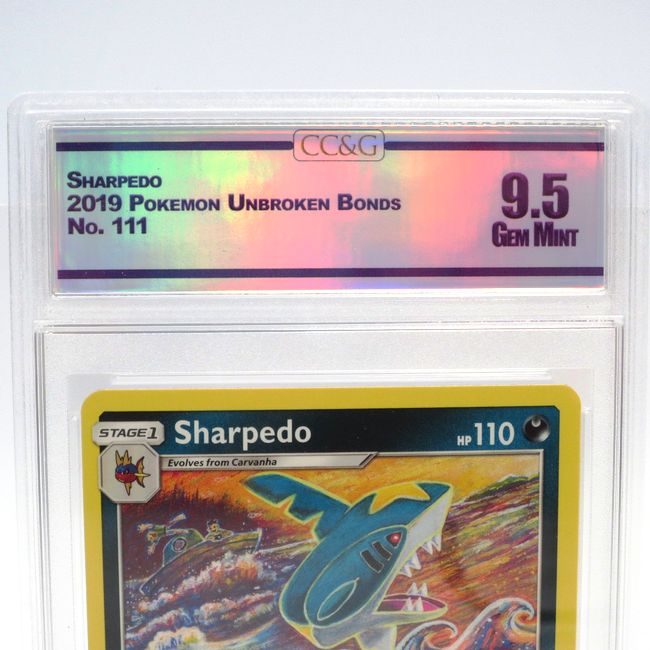 CC&G
Sharpedo
2019 Pokemon Unbroken Bonds
No. 111
9.5
Gem Mint
STAGE 1
Sharpedo
HP 110
Evolves from Carvanha